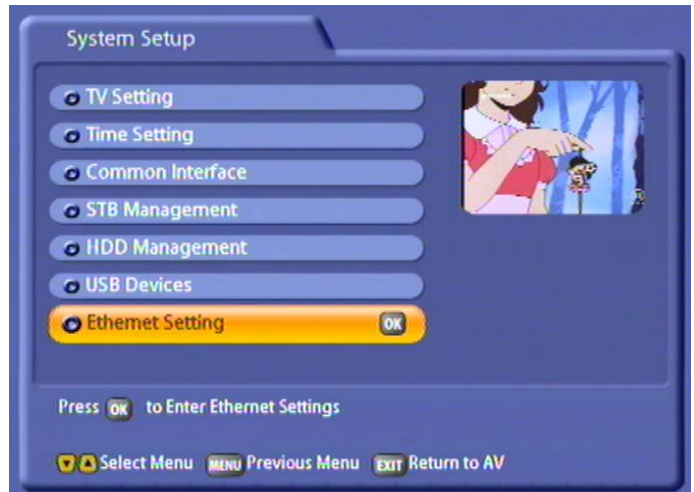 System Setup
TV Setting
Time Setting
Common Interface
STB Management
HDD Management
USB Devices
Ethernet Setting OK
Press OK to Enter Ethernet Settings
Select Menu MENU Previous Menu EXIT Return to AV